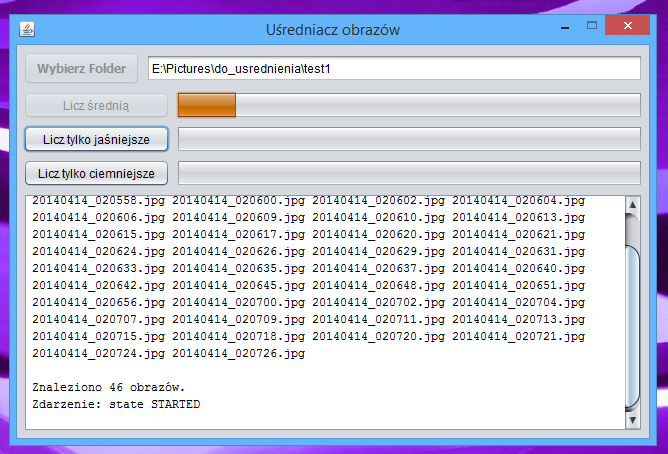 Uśredniacz obrazów
Wybierz Folder E:\Pictures\do_usrednienia\test1
Licz średnią
Licz tylko jaśniejsze
Licz tylko ciemniejsze
20140414_020558.jpg 20140414_020600.jpg 20140414_020602.jpg 20140414_020604.jpg
20140414_020606.jpg 20140414_020609.jpg 20140414_020610.jpg 20140414_020613.jpg
20140414_020615.jpg 20140414_020617.jpg 20140414_020620.jpg 20140414_020621.jpg
20140414_020624.jpg 20140414_020626.jpg 20140414_020629.jpg 20140414_020631.jpg
20140414_020633.jpg 20140414_020635.jpg 20140414_020637.jpg 20140414_020640.jpg
20140414_020642.jpg 20140414_020645.jpg 20140414_020648.jpg 20140414_020651.jpg
20140414_020656.jpg 20140414_020700.jpg 20140414_020702.jpg 20140414_020704.jpg
20140414_020707.jpg 20140414_020709.jpg 20140414_020711.jpg 20140414_020713.jpg
20140414_020715.jpg 20140414_020718.jpg 20140414_020720.jpg 20140414_020721.jpg
20140414_020724.jpg 20140414_020726.jpg
Znaleziono 46 obrazów.
Zdarzenie: state STARTED